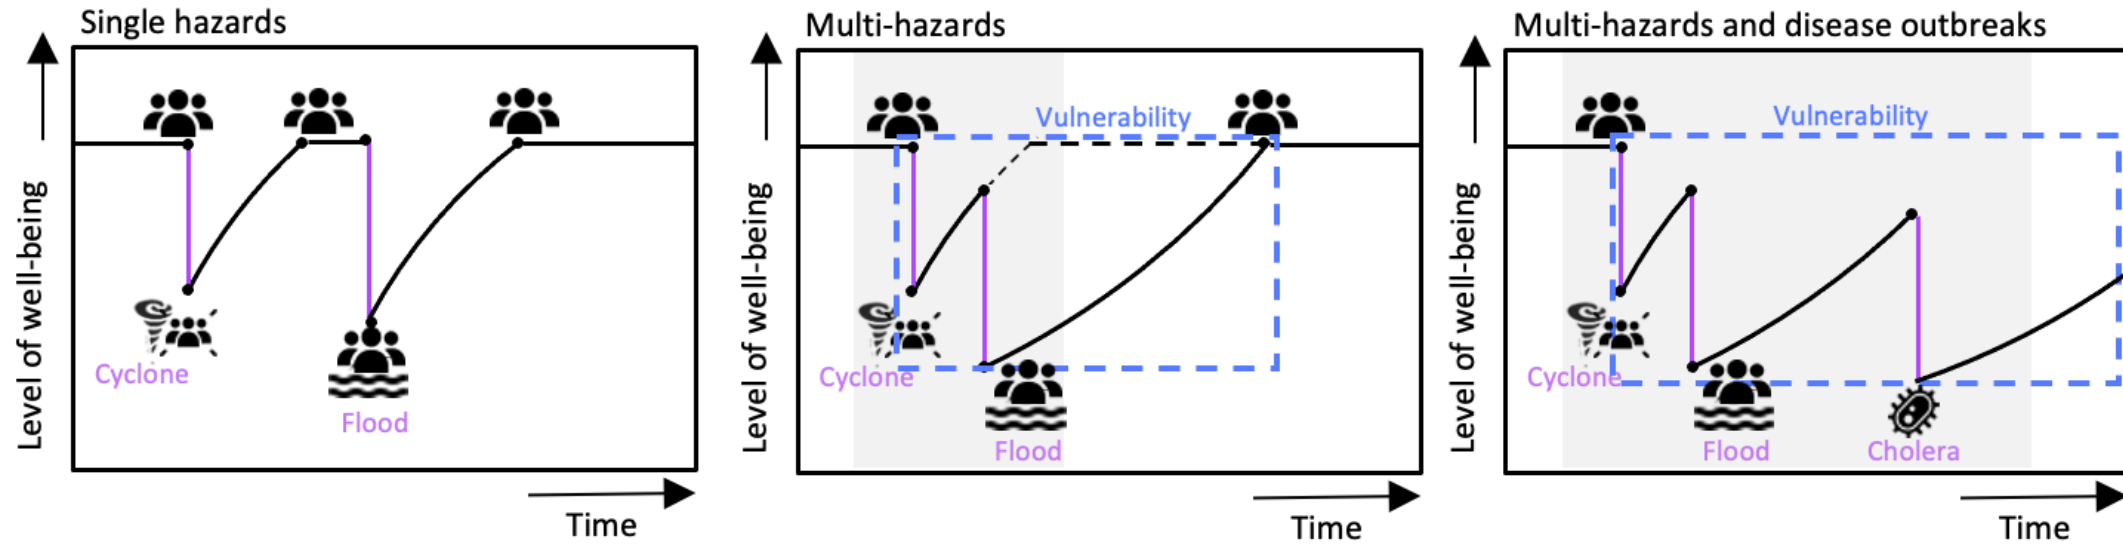 Single hazards
Level of well-being
Cyclone
Flood
Time
Multi-hazards
Level of well-being
Vulnerability
Cyclone
Flood
Time
Multi-hazards and disease outbreaks
Level of well-being
Vulnerability
Cyclone
Flood
Cholera
Time